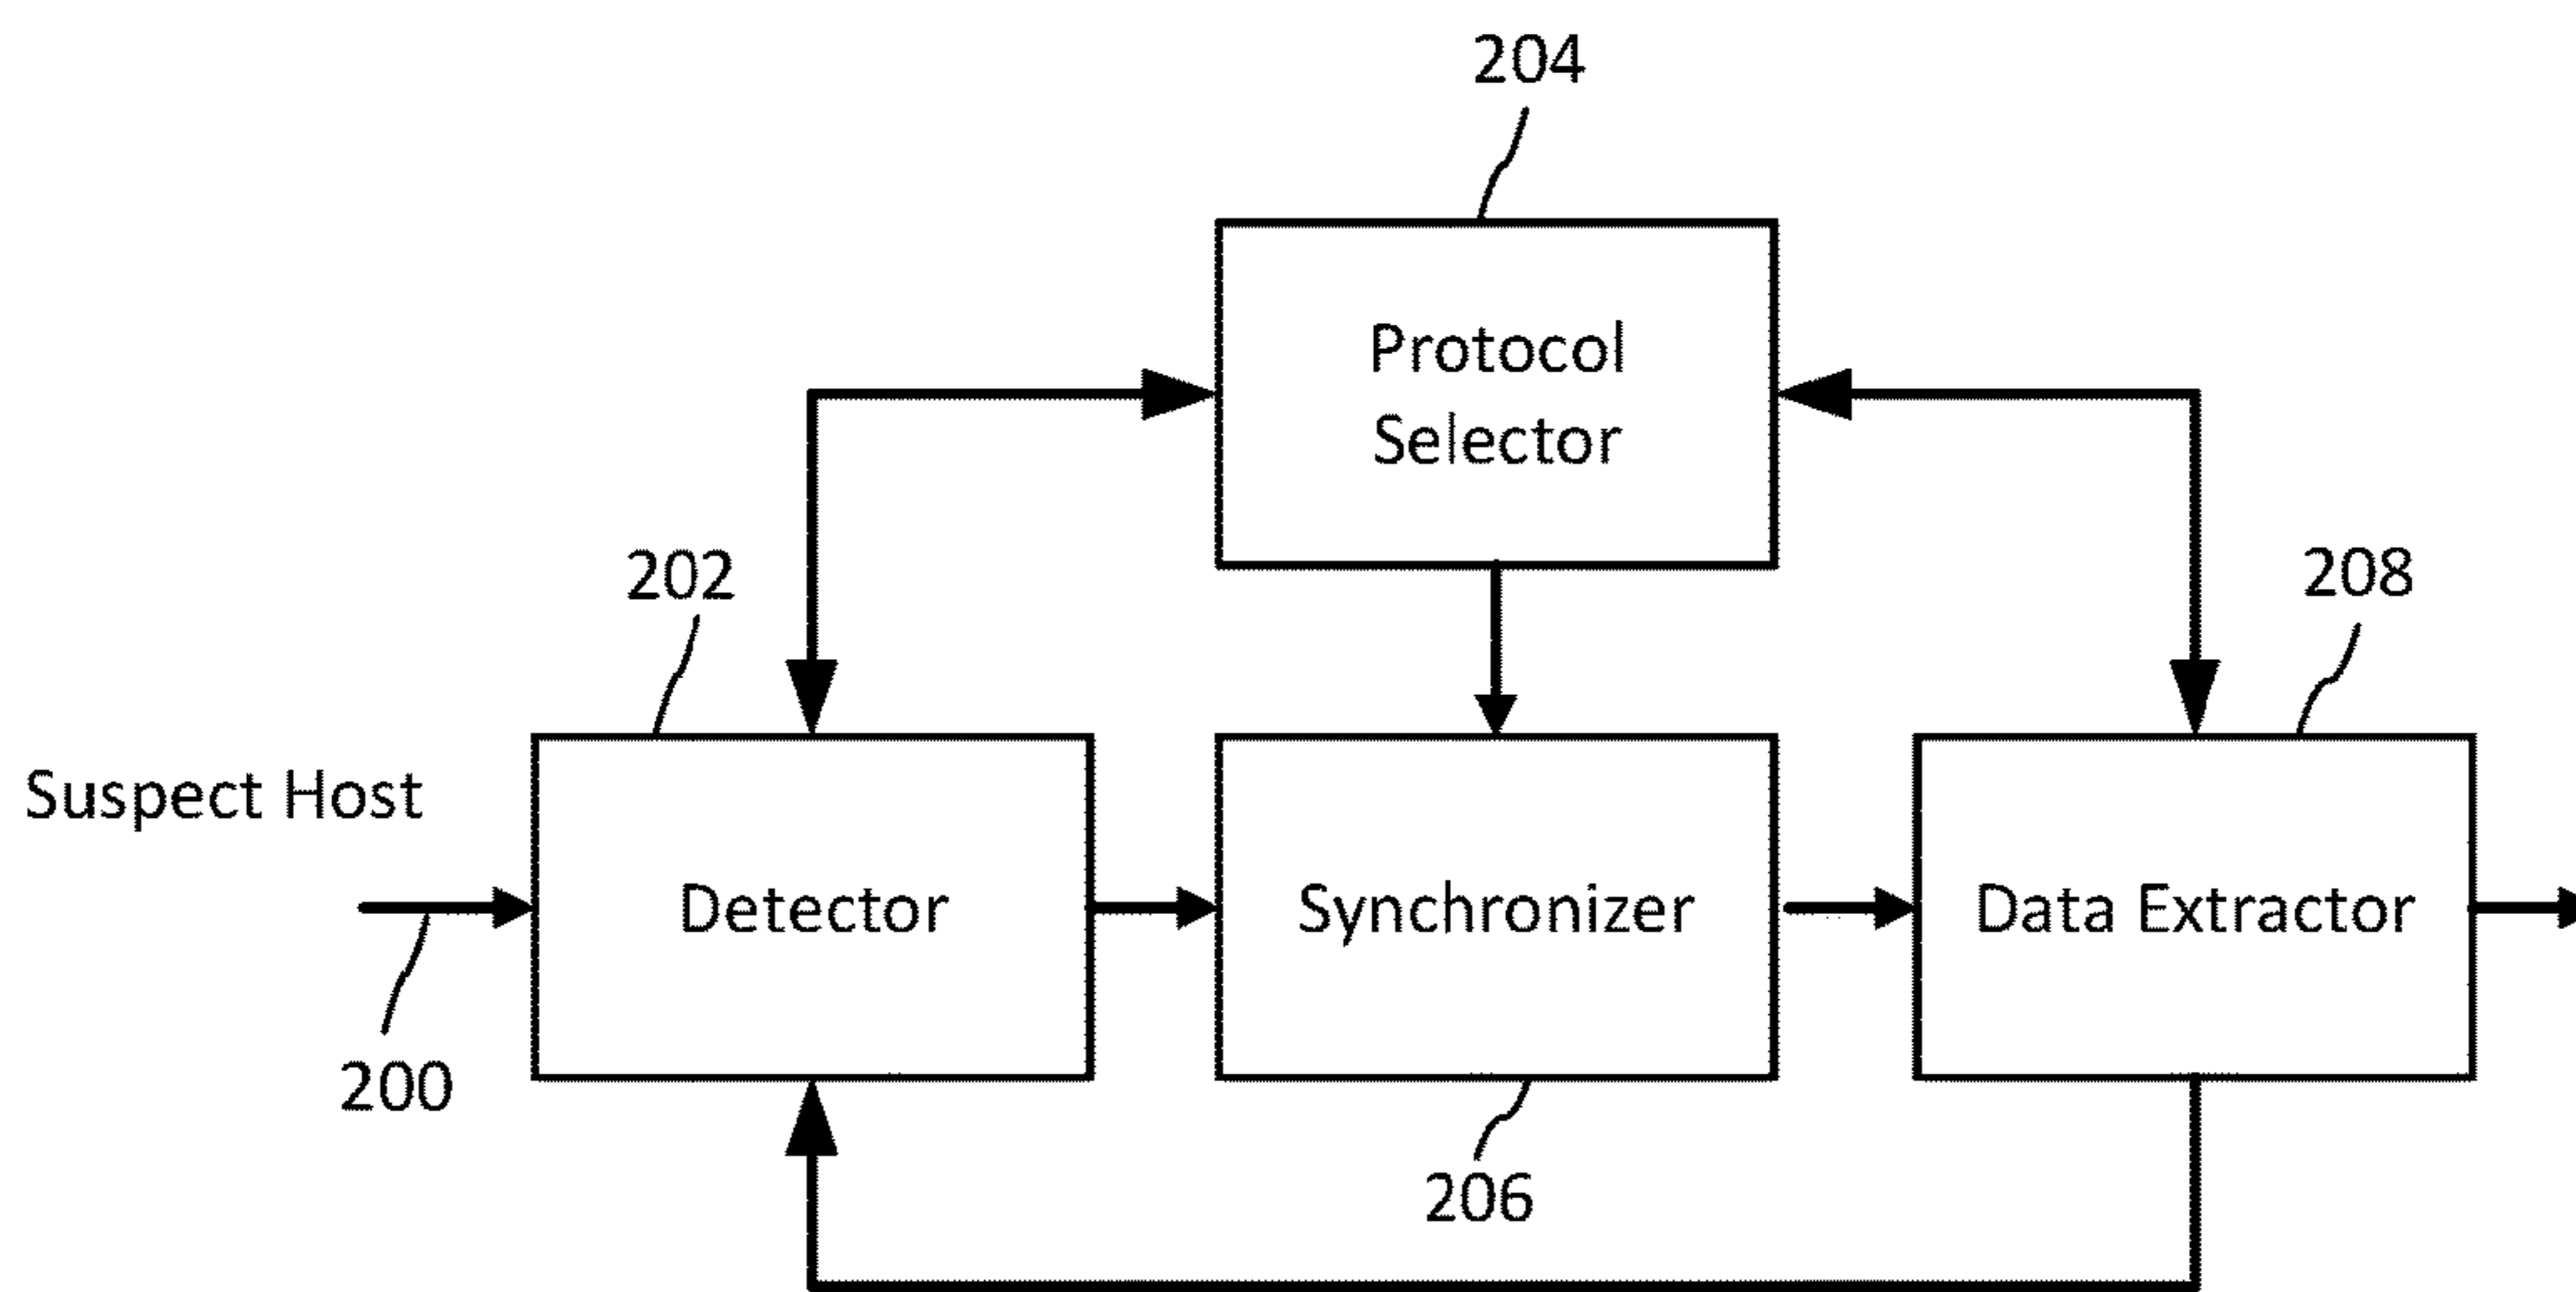 204
Protocol
Selector
202
208
Suspect Host
Detector
Synchronizer
Data Extractor
200
206